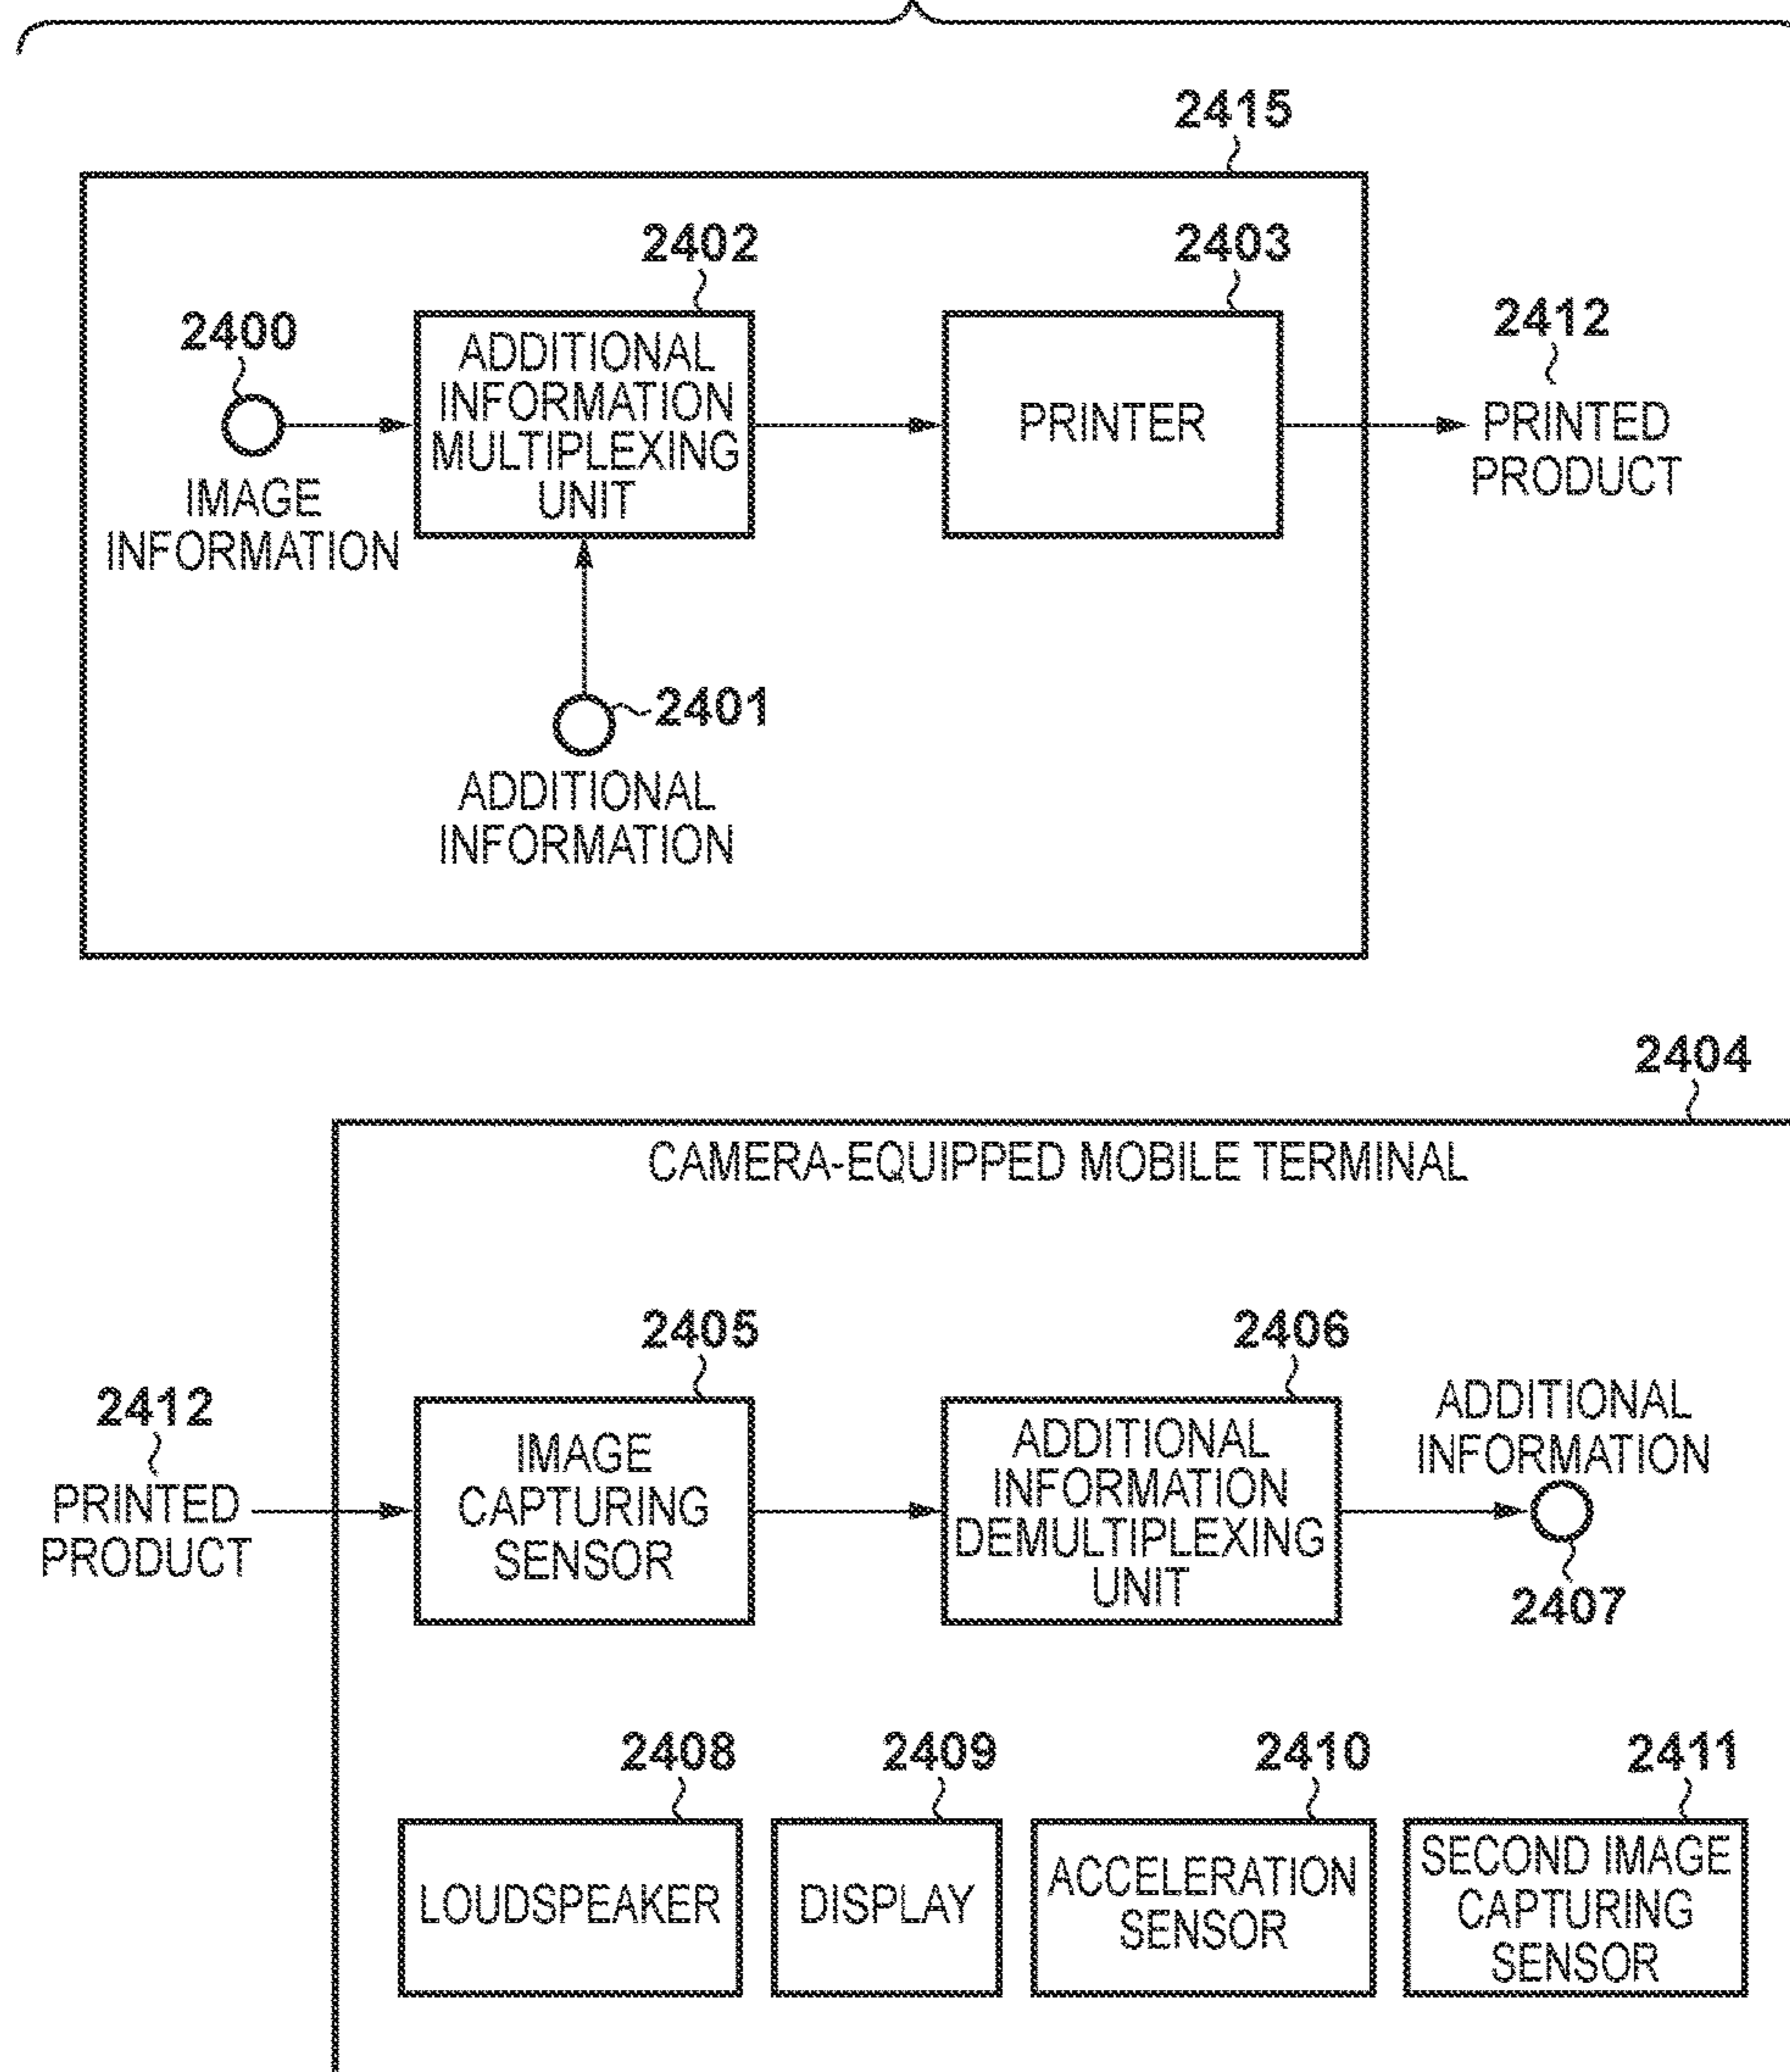 2415
2402
2403
2400
2412
ADDITIONAL
INFORMATION
MULTIPLEXING
UNIT
PRINTER
PRINTED
PRODUCT
IMAGE
INFORMATION
2401
ADDITIONAL
INFORMATION
2404
CAMERA-EQUIPPED MOBILE TERMINAL
2405
2406
2412
PRINTED
PRODUCT
IMAGE
CAPTURING
SENSOR
ADDITIONAL
INFORMATION
DEMULTIPLEXING
UNIT
ADDITIONAL
INFORMATION
2407
2408
2409
2410
2411
LOUDSPEAKER
DISPLAY
ACCELERATION
SENSOR
SECOND IMAGE
CAPTURING
SENSOR